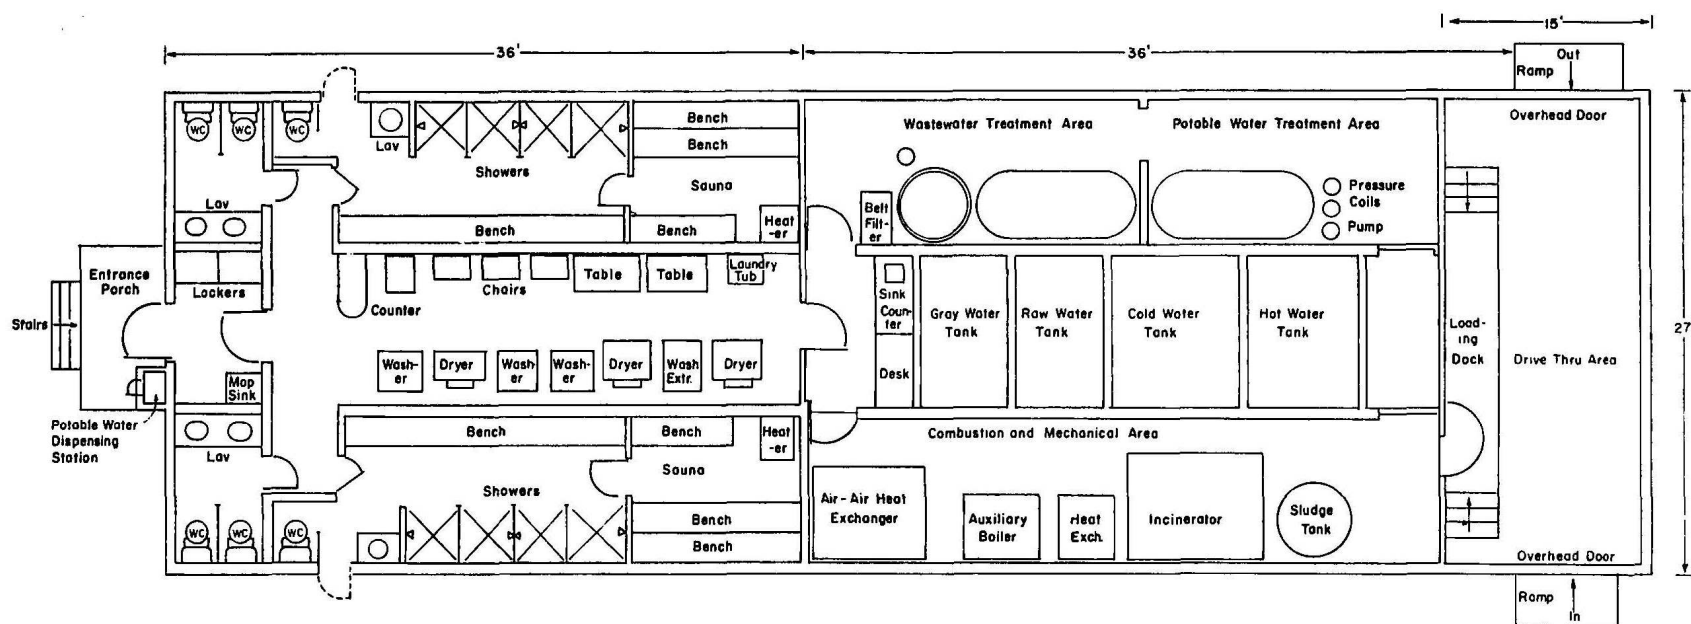 15'
36'
36'
Out
Ramp
Overhead Door
WC
WC
WC
Lav
Showers
Bench
Bench
Sauna
Bench
Bench
Heat
-er
Lav
Wastewater Treatment Area
Potable Water Treatment Area
Belt
Filt-
er
Pressure
Coils
Pump
Entrance
Porch
Stairs
Lockers
Counter
Chairs
Table
Table
Laundry
Tub
Sink
Coun-
ter
Desk
Gray Water
Tank
Raw Water
Tank
Cold Water
Tank
Hot Water
Tank
Load-
ing
Dock
Drive Thru Area
27
Wash-
er
Dryer
Wash-
er
Wash-
er
Dryer
Wash
Extr.
Dryer
Mop
Sink
Potable Water
Dispensing
Station
Lav
Bench
Bench
Heat
-er
Sauna
Showers
Bench
Bench
WC
WC
WC
Combustion and Mechanical Area
Air-Air Heat
Exchanger
Auxiliary
Boiler
Heat
Exch.
Incinerator
Sludge
Tank
Overhead Door
Ramp
In